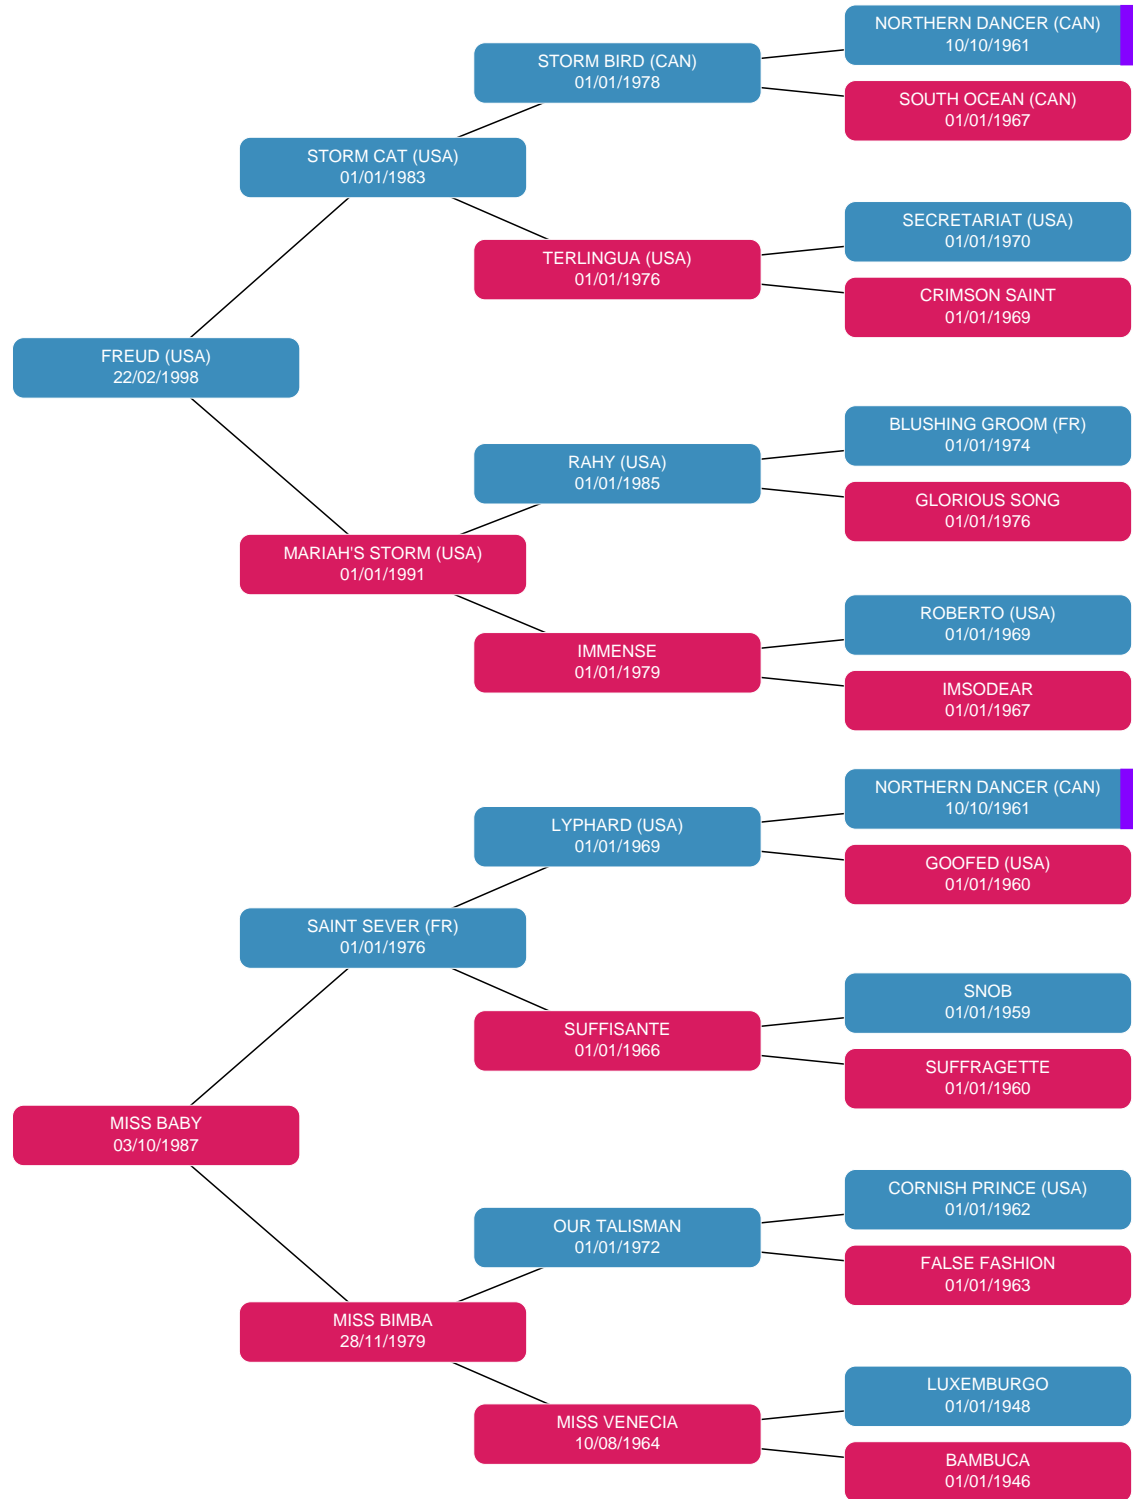 NORTHERN DANCER (CAN)
10/10/1961
STORM BIRD (CAN)
01/01/1978
SOUTH OCEAN (CAN)
01/01/1967
STORM CAT (USA)
01/01/1983
SECRETARIAT (USA)
01/01/1970
TERLINGUA (USA)
01/01/1976
CRIMSON SAINT
01/01/1969
FREUD (USA)
22/02/1998
BLUSHING GROOM (FR)
01/01/1974
RAHY (USA)
01/01/1985
GLORIOUS SONG
01/01/1976
MARIAH'S STORM (USA)
01/01/1991
ROBERTO (USA)
01/01/1969
IMMENSE
01/01/1979
IMSODEAR
01/01/1967
NORTHERN DANCER (CAN)
10/10/1961
LYPHARD (USA)
01/01/1969
GOOFED (USA)
01/01/1960
SAINT SEVER (FR)
01/01/1976
SNOB
01/01/1959
SUFFISANTE
01/01/1966
SUFFRAGETTE
01/01/1960
MISS BABY
03/10/1987
CORNISH PRINCE (USA)
01/01/1962
OUR TALISMAN
01/01/1972
FALSE FASHION
01/01/1963
MISS BIMBA
28/11/1979
LUXEMBURGO
01/01/1948
MISS VENECIA
10/08/1964
BAMBUCA
01/01/1946